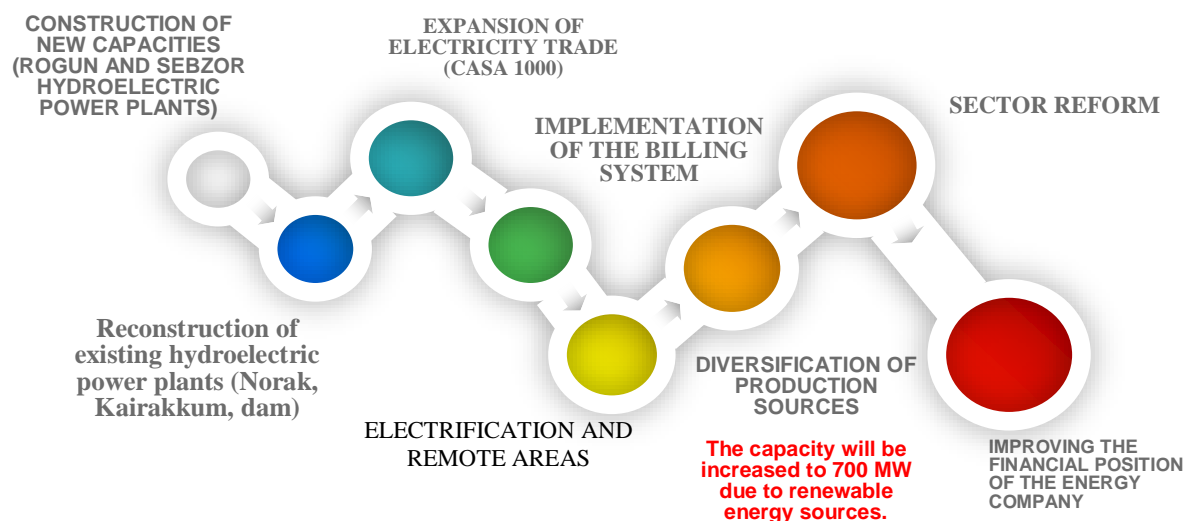 CONSTRUCTION OF
NEW CAPACITIES
(ROGUN AND SEBZOR
HYDROELECTRIC
POWER PLANTS)
EXPANSION OF
ELECTRICITY TRADE
(CASA 1000)
IMPLEMENTATION
OF THE BILLING
SYSTEM
SECTOR REFORM
Reconstruction of
existing hydroelectric
power plants (Norak,
Kairakkum, dam)
ELECTRIFICATION AND
REMOTE AREAS
DIVERSIFICATION OF
PRODUCTION
SOURCES
The capacity will be
increased to 700 MW
due to renewable
energy sources.
IMPROVING THE
FINANCIAL POSITION
OF THE ENERGY
COMPANY